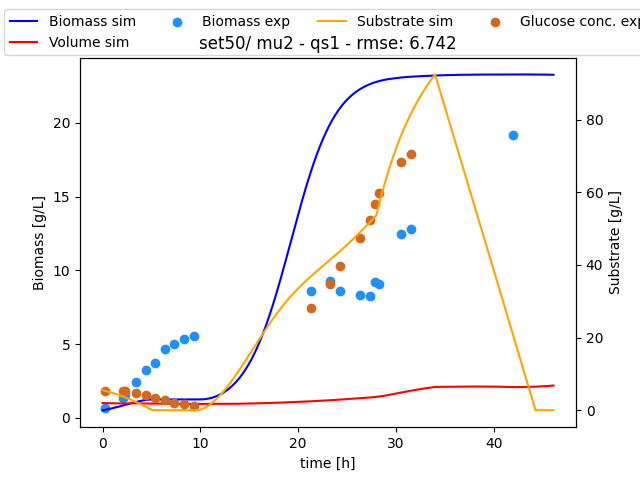 Biomass sim
Biomass exp
Substrate sim
Glucose conc. exp
Volume sim
set50/ mu2 - qs1 - rmse: 6.742
Biomass [g/L]
0
5
10
15
20
0
10
20
30
40
time [h]
0
20
40
60
80
Substrate [g/L]